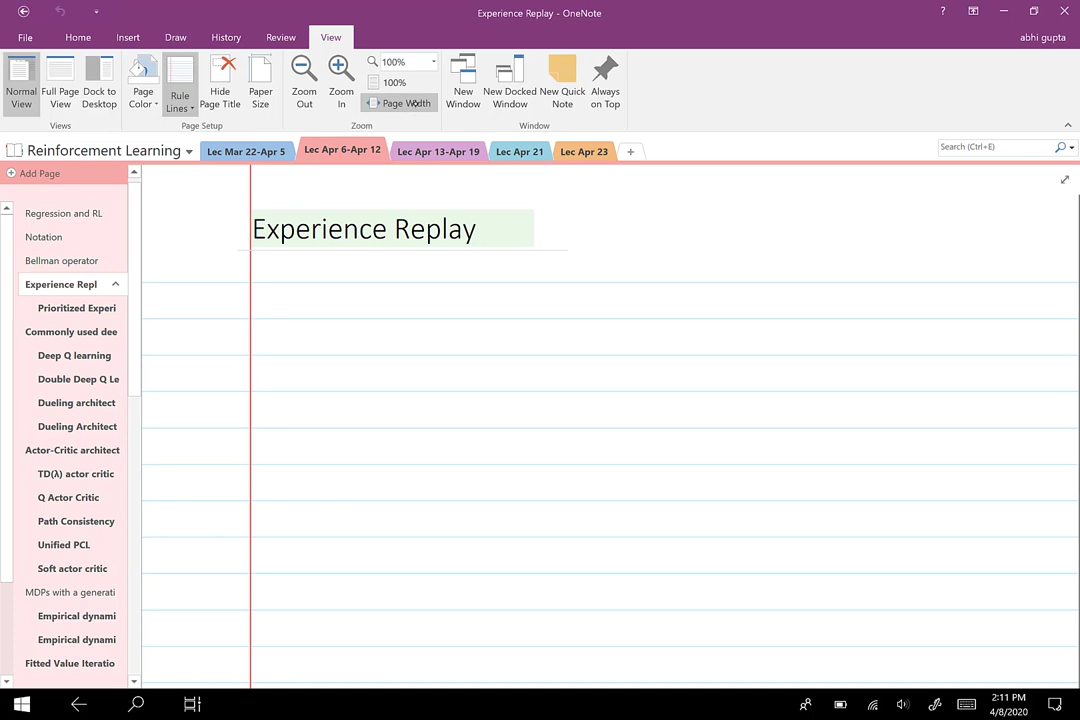 Experience Replay - OneNote
?
File
Home
Insert
Draw
History
Review
View
abhi gupta
Normal View
Full Page View
Dock to Desktop
Page Color
Rule Lines
Hide Page Title
Paper Size
Zoom Out
Zoom In
100%
100%
Page Width
New Window
New Docked Window
New Quick Note
Always on Top
Views
Page Setup
Zoom
Window
Reinforcement Learning
Lec Mar 22-Apr 5
Lec Apr 6-Apr 12
Lec Apr 13-Apr 19
Lec Apr 21
Lec Apr 23
+
Search (Ctrl+E)
Add Page
Regression and RL
Notation
Bellman operator
Experience Repl
Prioritized Experi
Commonly used dee
Deep Q learning
Double Deep Q Le
Dueling architect
Dueling Architect
Actor-Critic architect
TD(λ) actor critic
Q Actor Critic
Path Consistency
Unified PCL
Soft actor critic
MDPs with a generati
Empirical dynami
Empirical dynami
Fitted Value Iteratio
Experience Replay
2:11 PM
4/8/2020